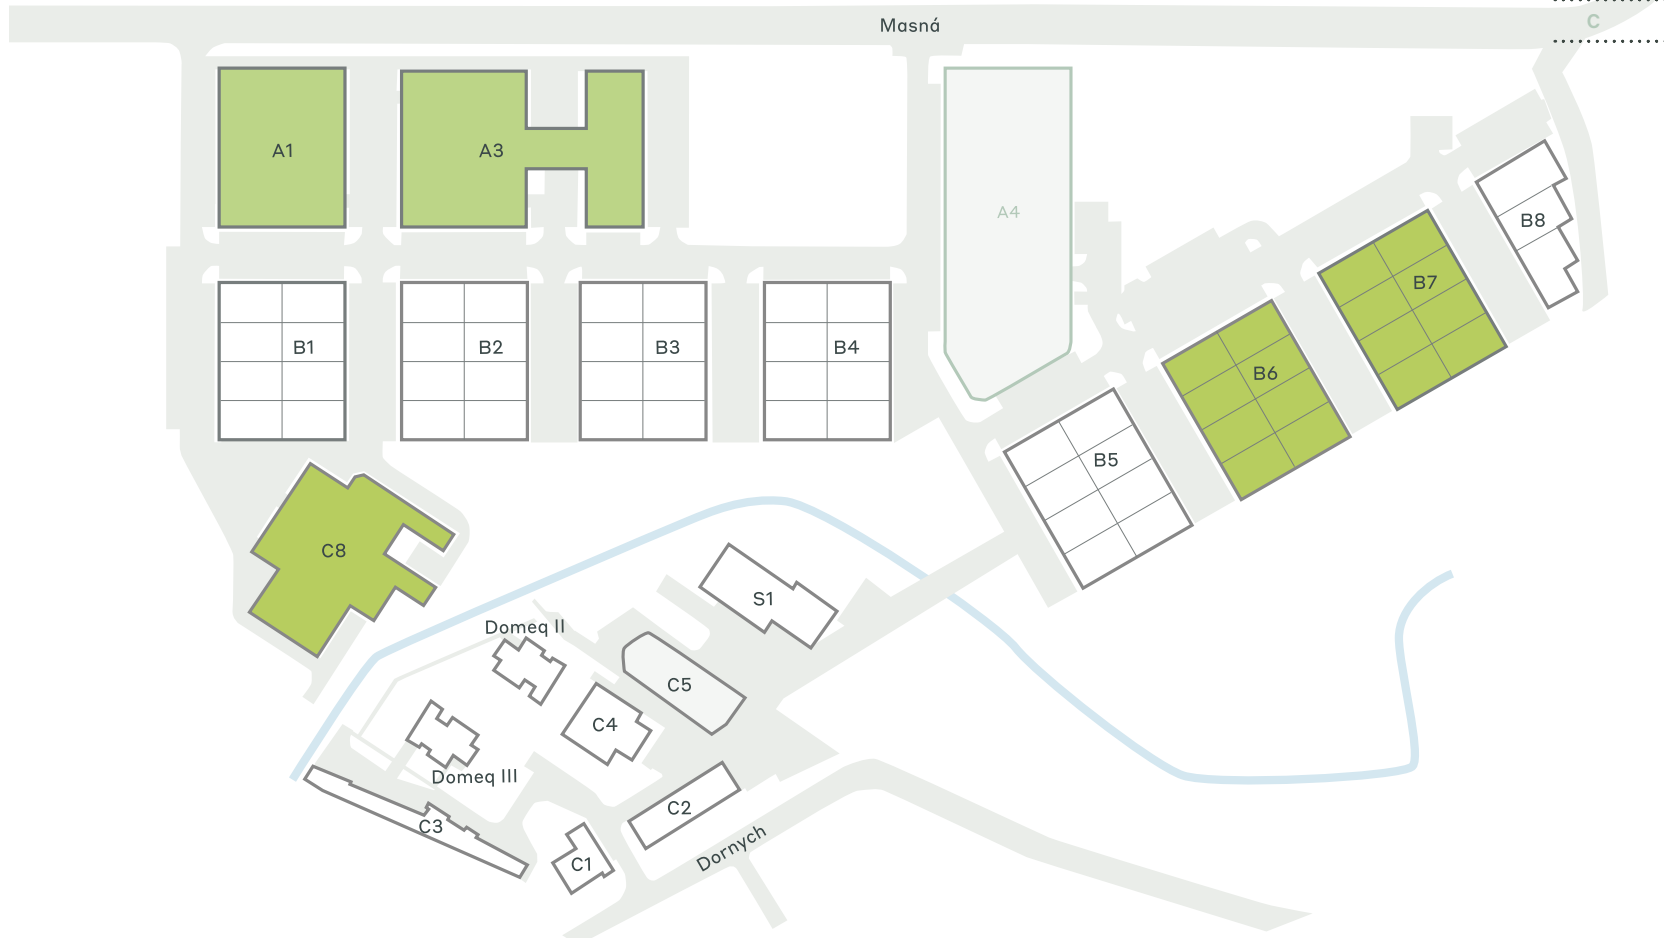 Masná
C
A1
A3
A4
B8
B7
B1
B2
B3
B4
B6
B5
C8
S1
Domeq II
C5
C4
Domeq III
C2
C3
Dornych
C1